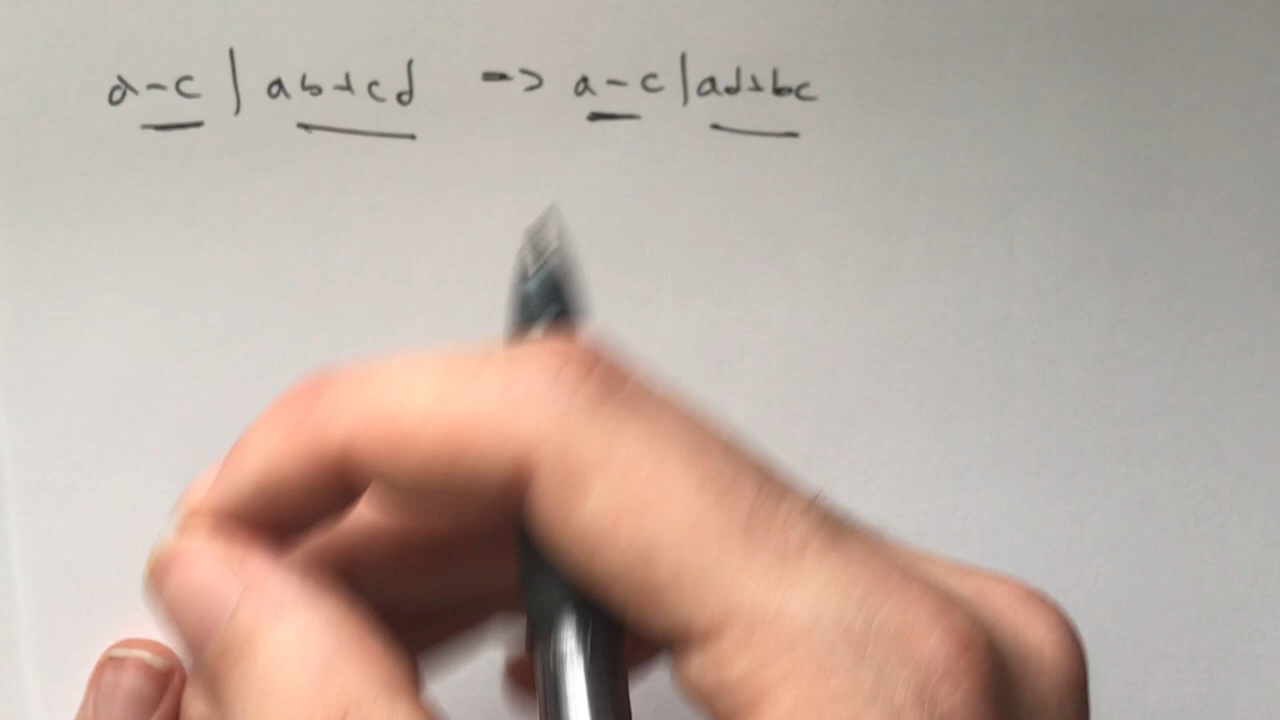 a-c | ab+cd -> a-c | ad+bc